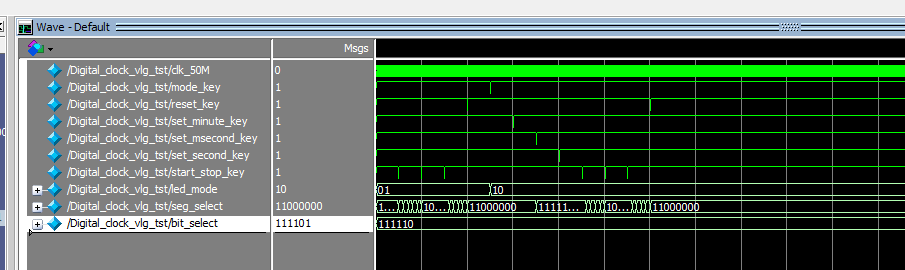 Wave - Default
Msgs
/Digital_clock_vlg_tst/clk_50M 0
/Digital_clock_vlg_tst/mode_key 1
/Digital_clock_vlg_tst/reset_key 1
/Digital_clock_vlg_tst/set_minute_key 1
/Digital_clock_vlg_tst/set_msecond_key 1
/Digital_clock_vlg_tst/set_second_key 1
/Digital_clock_vlg_tst/start_stop_key 1
/Digital_clock_vlg_tst/led_mode 10 01 10
/Digital_clock_vlg_tst/seg_select 11000000 1... 10... 11000000 11111... 10... 11000000
/Digital_clock_vlg_tst/bit_select 111101 111110